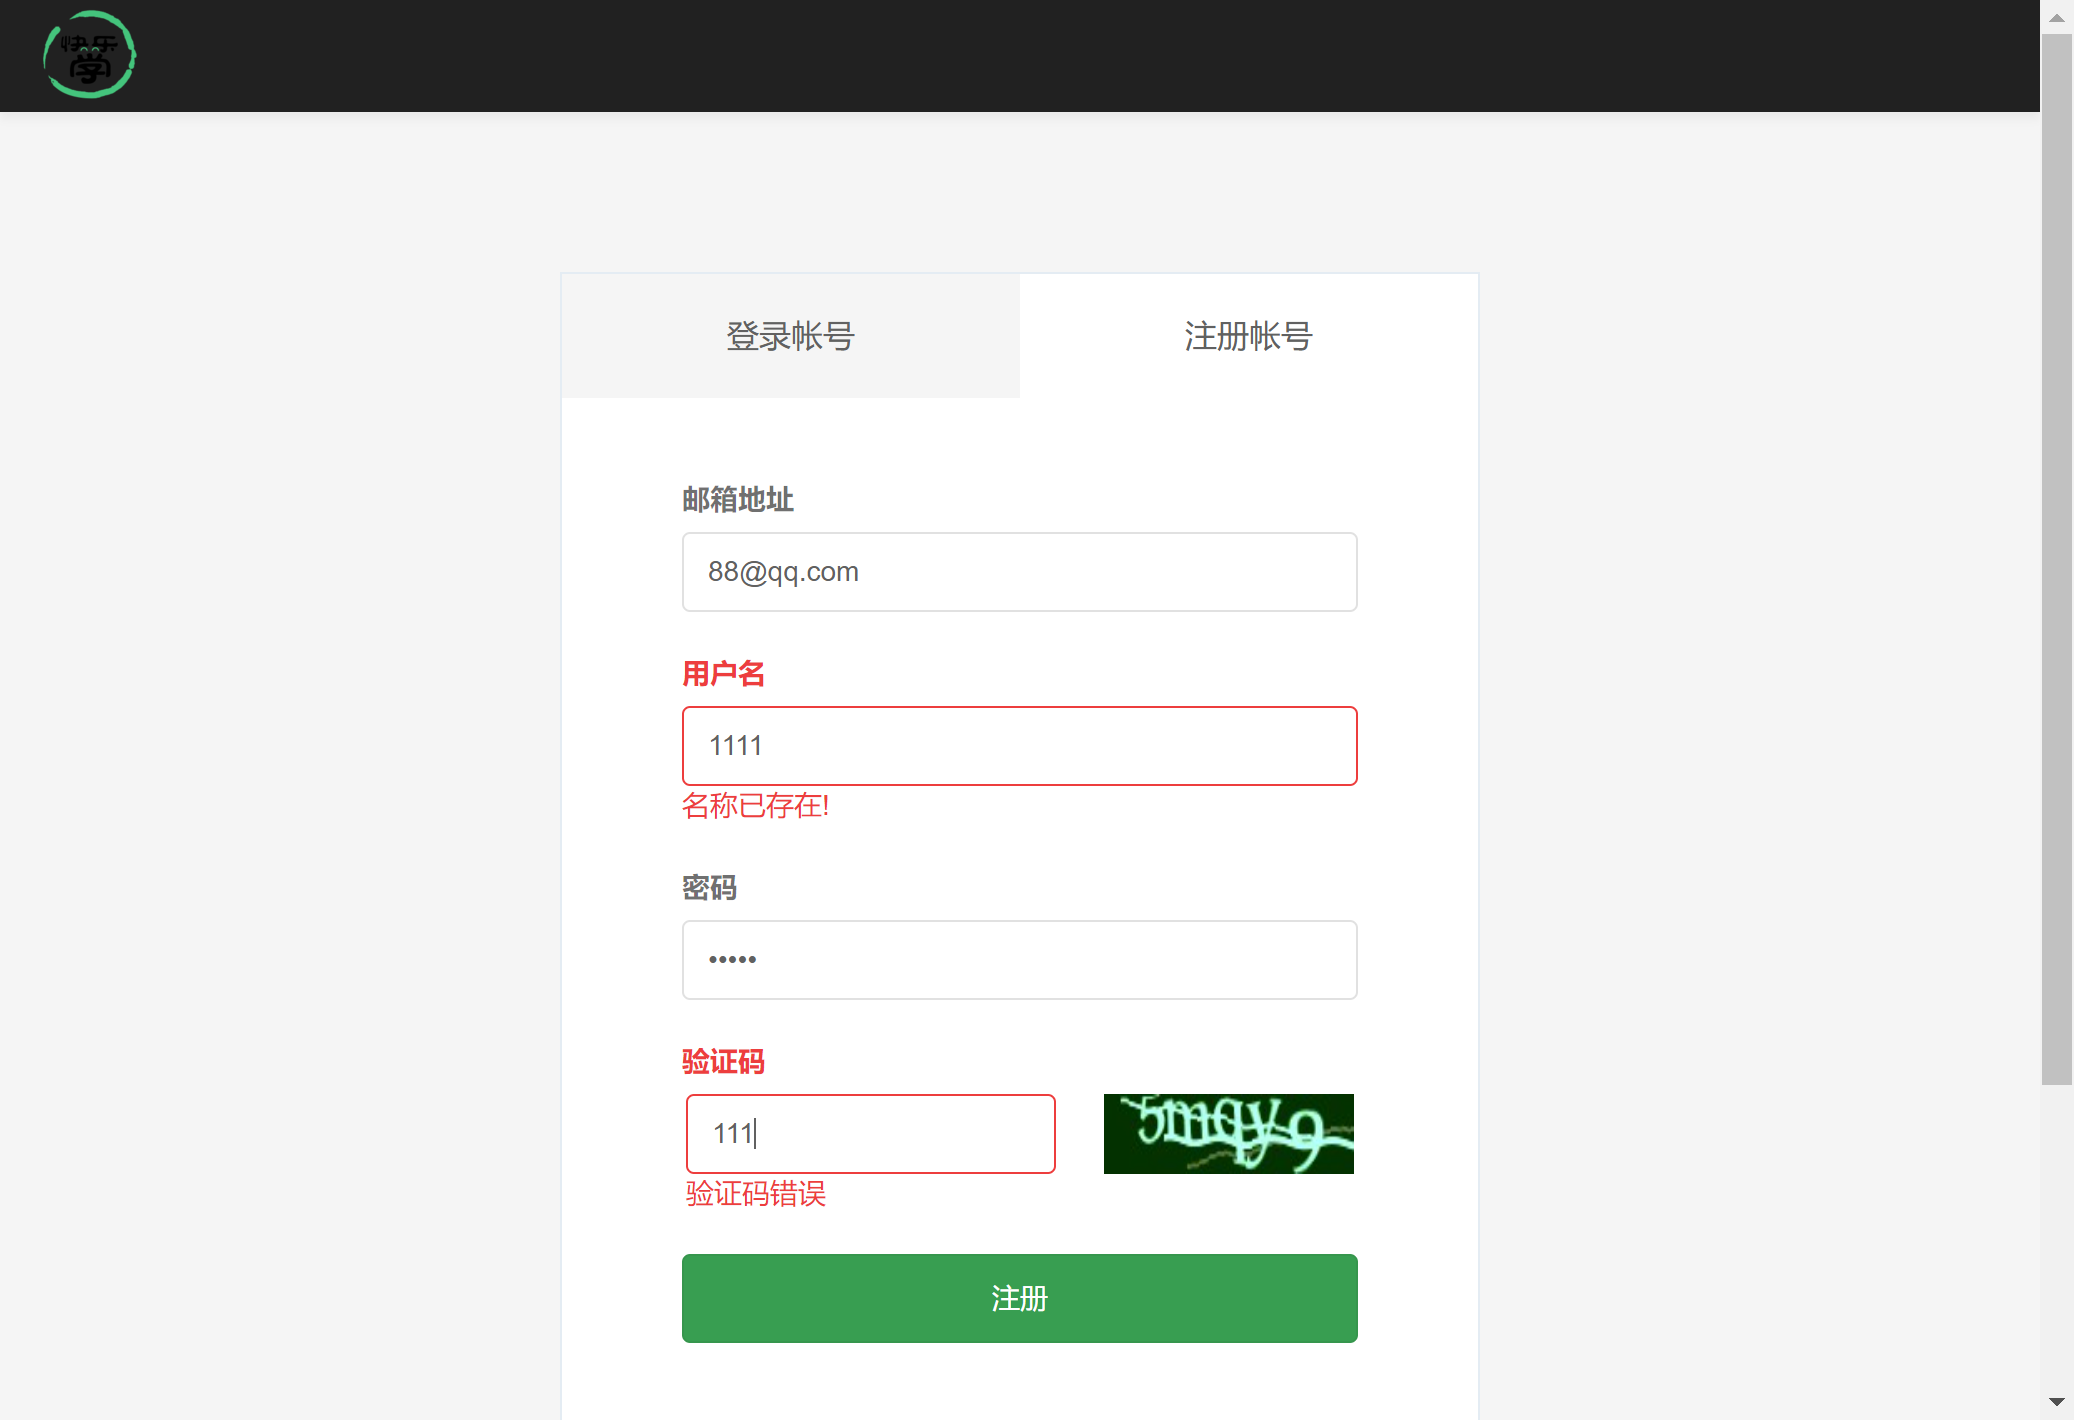 快乐
学
登录帐号
注册帐号
邮箱地址
88@qq.com
用户名
1111
名称已存在!
密码
•••••
验证码
111
5mqy9
验证码错误
注册